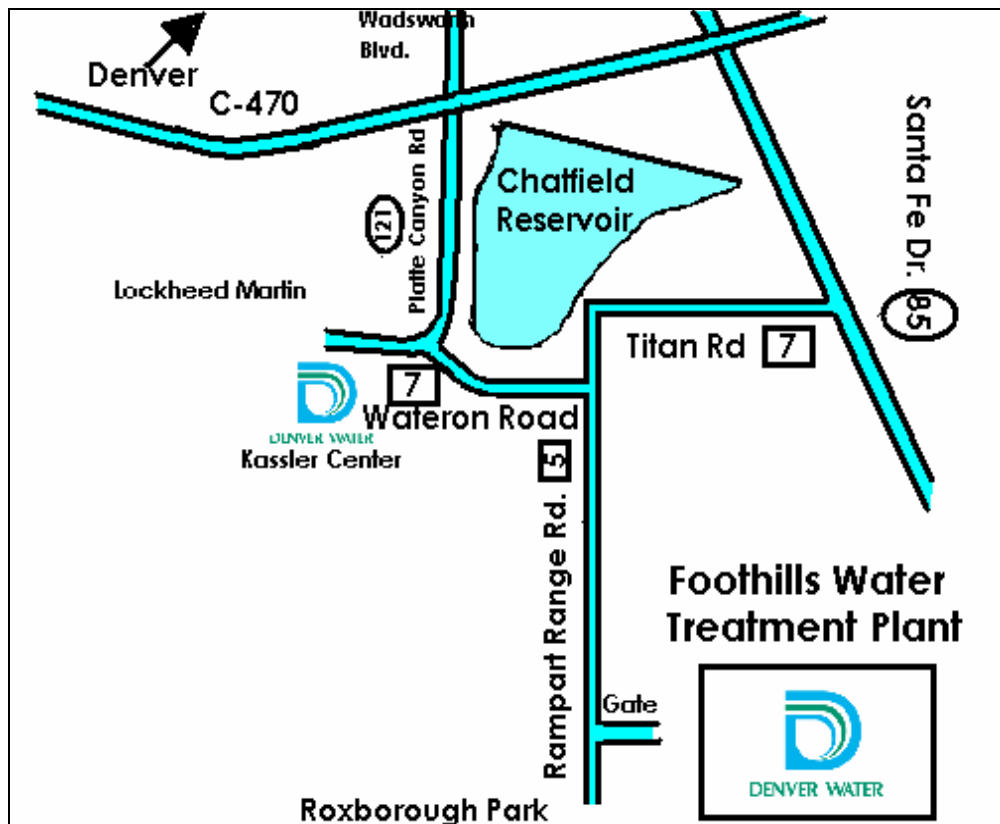 Wadsworth
Blvd.
Denver
C-470
Santa Fe Dr.
85
Platte Canyon Rd
121
Chatfield
Reservoir
Lockheed Martin
Titan Rd
7
7
Wateron Road
DENVER WATER
Kassler Center
5
Rampart Range Rd.
Foothills Water
Treatment Plant
Gate
DENVER WATER
Roxborough Park